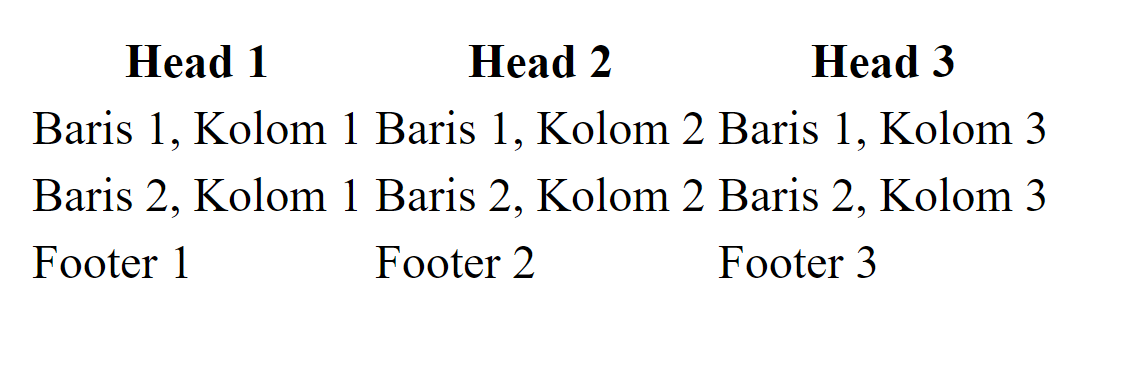 Head 1 Head 2 Head 3
Baris 1, Kolom 1 Baris 1, Kolom 2 Baris 1, Kolom 3
Baris 2, Kolom 1 Baris 2, Kolom 2 Baris 2, Kolom 3
Footer 1 Footer 2 Footer 3